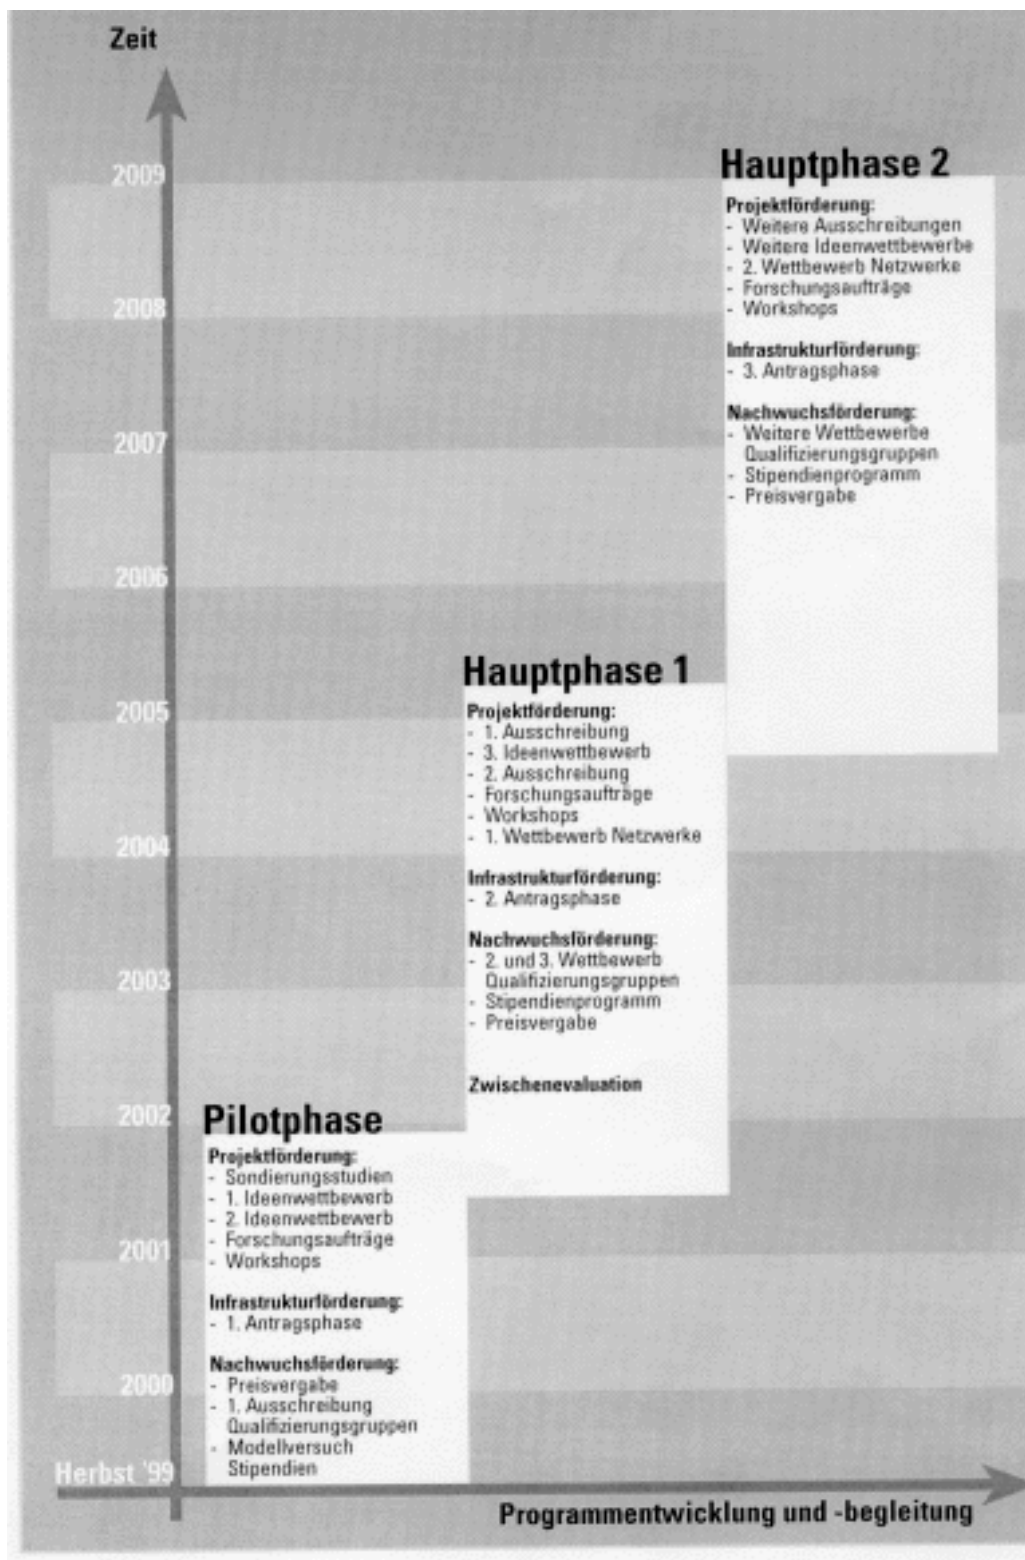 Zeit
2009
2008
2007
2006
2005
2004
2003
2002
2001
2000
Herbst '99
Hauptphase 2
Projektförderung:
- Weitere Ausschreibungen
- Weitere Ideenwettbewerbe
- 2. Wettbewerb Netzwerke
- Forschungsaufträge
- Workshops
Infrastrukturförderung:
- 3. Antragsphase
Nachwuchsförderung:
- Weitere Wettbewerbe
Qualifizierungsgruppen
- Stipendienprogramm
- Preisvergabe
Hauptphase 1
Projektförderung:
- 1. Ausschreibung
- 3. Ideenwettbewerb
- 2. Ausschreibung
- Forschungsaufträge
- Workshops
- 1. Wettbewerb Netzwerke
Infrastrukturförderung:
- 2. Antragsphase
Nachwuchsförderung:
- 2. und 3. Wettbewerb
Qualifizierungsgruppen
- Stipendienprogramm
- Preisvergabe
Zwischenevaluation
Pilotphase
Projektförderung:
- Sondierungsstudien
- 1. Ideenwettbewerb
- 2. Ideenwettbewerb
- Forschungsaufträge
- Workshops
Infrastrukturförderung:
- 1. Antragsphase
Nachwuchsförderung:
- Preisvergabe
- 1. Ausschreibung
Qualifizierungsgruppen
- Modellversuch
Stipendien
Programmentwicklung und -begleitung